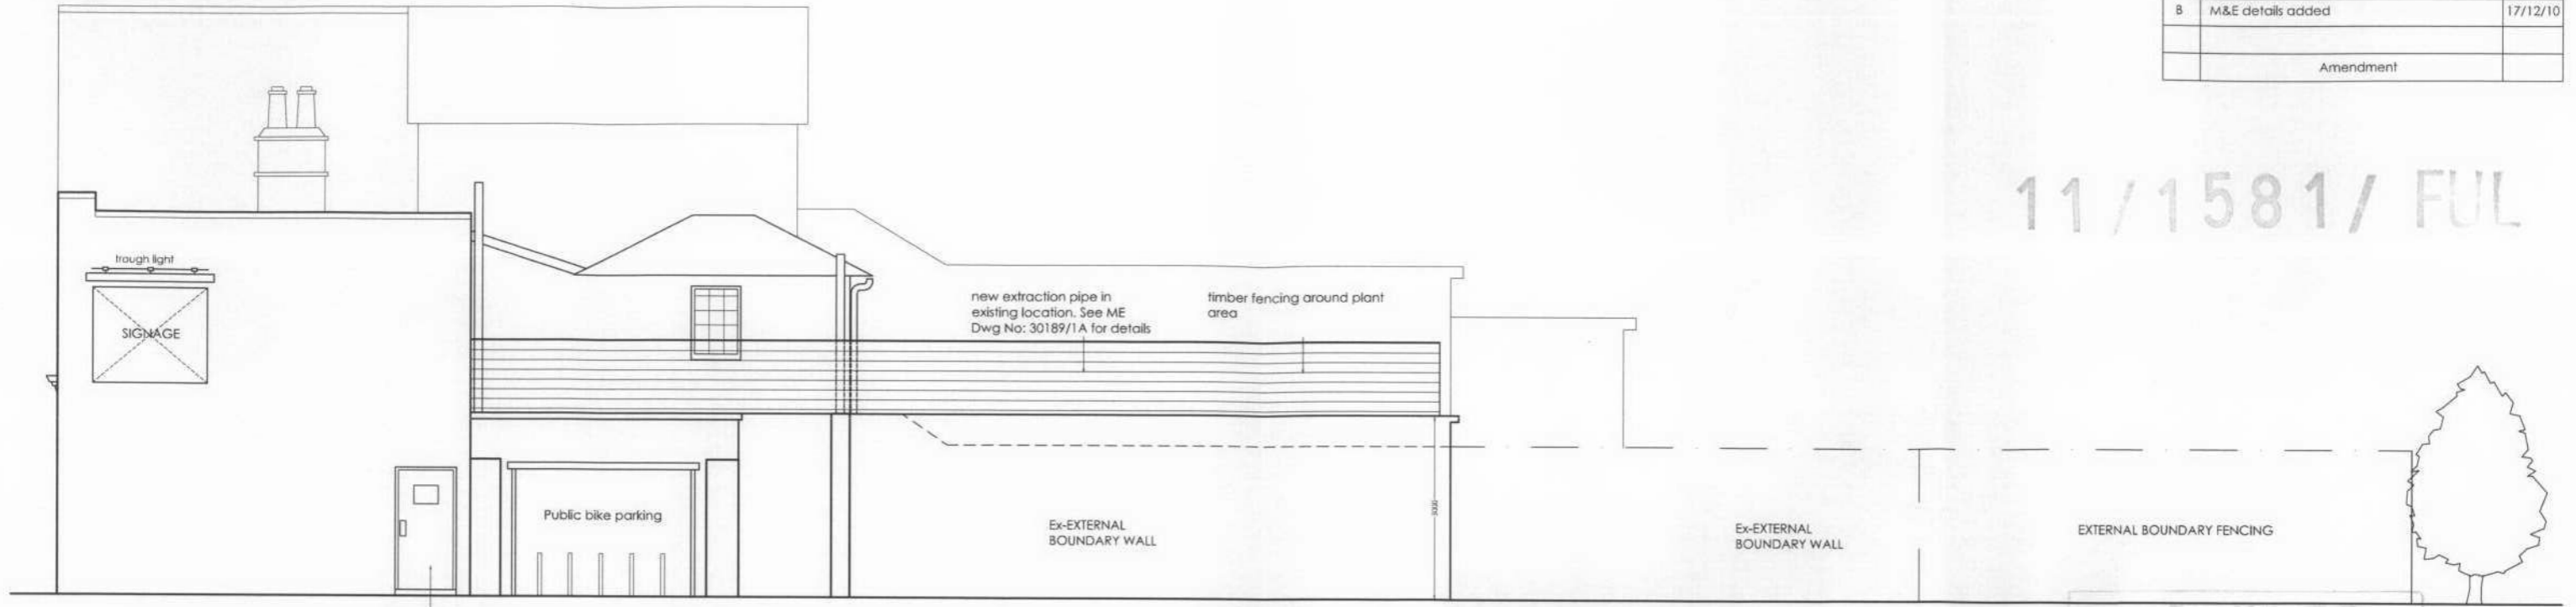 B M&E details added 17/12/10
Amendment
11/1581/ FUL
trough light
SIGNAGE
new extraction pipe in
existing location. See ME
Dwg No: 30189/1A for details
timber fencing around plant
area
Public bike parking
Ex-EXTERNAL
BOUNDARY WALL
3000
Ex-EXTERNAL
BOUNDARY WALL
EXTERNAL BOUNDARY FENCING